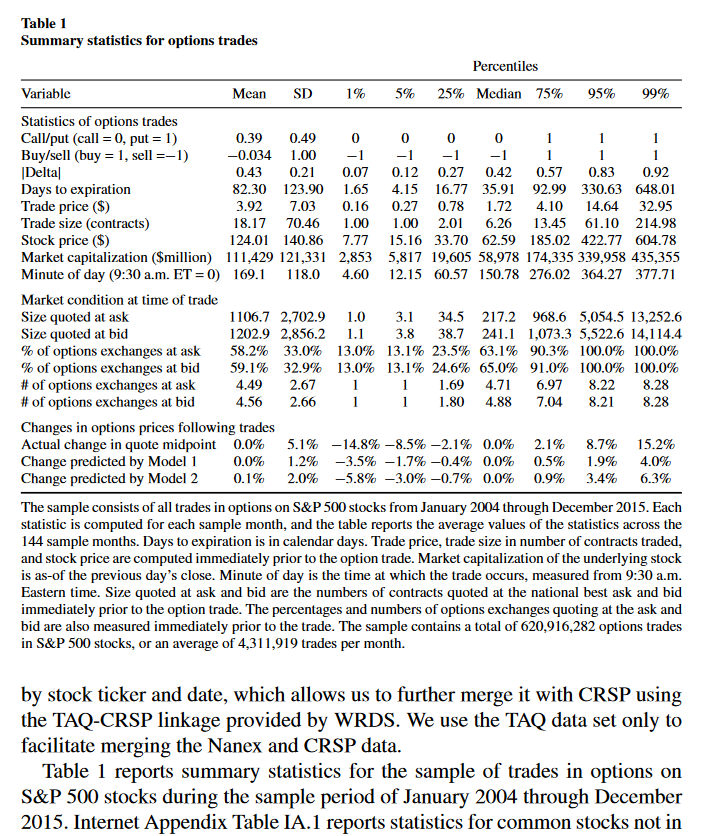 Table 1
Summary statistics for options trades
Percentiles
Variable Mean SD 1% 5% 25% Median 75% 95% 99%
Statistics of options trades
Call/put (call = 0, put = 1) 0.39 0.49 0 0 0 0 1 1 1
Buy/sell (buy = 1, sell =−1) −0.034 1.00 −1 −1 −1 −1 1 1 1
|Delta| 0.43 0.21 0.07 0.12 0.27 0.42 0.57 0.83 0.92
Days to expiration 82.30 123.90 1.65 4.15 16.77 35.91 92.99 330.63 648.01
Trade price ($) 3.92 7.03 0.16 0.27 0.78 1.72 4.10 14.64 32.95
Trade size (contracts) 18.17 70.46 1.00 1.00 2.01 6.26 13.45 61.10 214.98
Stock price ($) 124.01 140.86 7.77 15.16 33.70 62.59 185.02 422.77 604.78
Market capitalization ($million) 111,429 121,331 2,853 5,817 19,605 58,978 174,335 339,958 435,355
Minute of day (9:30 a.m. ET = 0) 169.1 118.0 4.60 12.15 60.57 150.78 276.02 364.27 377.71
Market condition at time of trade
Size quoted at ask 1106.7 2,702.9 1.0 3.1 34.5 217.2 968.6 5,054.5 13,252.6
Size quoted at bid 1202.9 2,856.2 1.1 3.8 38.7 241.1 1,073.3 5,522.6 14,114.4
% of options exchanges at ask 58.2% 33.0% 13.0% 13.1% 23.5% 63.1% 90.3% 100.0% 100.0%
% of options exchanges at bid 59.1% 32.9% 13.0% 13.1% 24.6% 65.0% 91.0% 100.0% 100.0%
# of options exchanges at ask 4.49 2.67 1 1 1.69 4.71 6.97 8.22 8.28
# of options exchanges at bid 4.56 2.66 1 1 1.80 4.88 7.04 8.21 8.28
Changes in options prices following trades
Actual change in quote midpoint 0.0% 5.1% −14.8% −8.5% −2.1% 0.0% 2.1% 8.7% 15.2%
Change predicted by Model 1 0.0% 1.2% −3.5% −1.7% −0.4% 0.0% 0.5% 1.9% 4.0%
Change predicted by Model 2 0.1% 2.0% −5.8% −3.0% −0.7% 0.0% 0.9% 3.4% 6.3%
The sample consists of all trades in options on S&P 500 stocks from January 2004 through December 2015. Each
statistic is computed for each sample month, and the table reports the average values of the statistics across the
144 sample months. Days to expiration is in calendar days. Trade price, trade size in number of contracts traded,
and stock price are computed immediately prior to the option trade. Market capitalization of the underlying stock
is as-of the previous day's close. Minute of day is the time at which the trade occurs, measured from 9:30 a.m.
Eastern time. Size quoted at ask and bid are the numbers of contracts quoted at the national best ask and bid
immediately prior to the option trade. The percentages and numbers of options exchanges quoting at the ask and
bid are also measured immediately prior to the trade. The sample contains a total of 620,916,282 options trades
in S&P 500 stocks, or an average of 4,311,919 trades per month.
by stock ticker and date, which allows us to further merge it with CRSP using
the TAQ-CRSP linkage provided by WRDS. We use the TAQ data set only to
facilitate merging the Nanex and CRSP data.
Table 1 reports summary statistics for the sample of trades in options on
S&P 500 stocks during the sample period of January 2004 through December
2015. Internet Appendix Table IA.1 reports statistics for common stocks not in